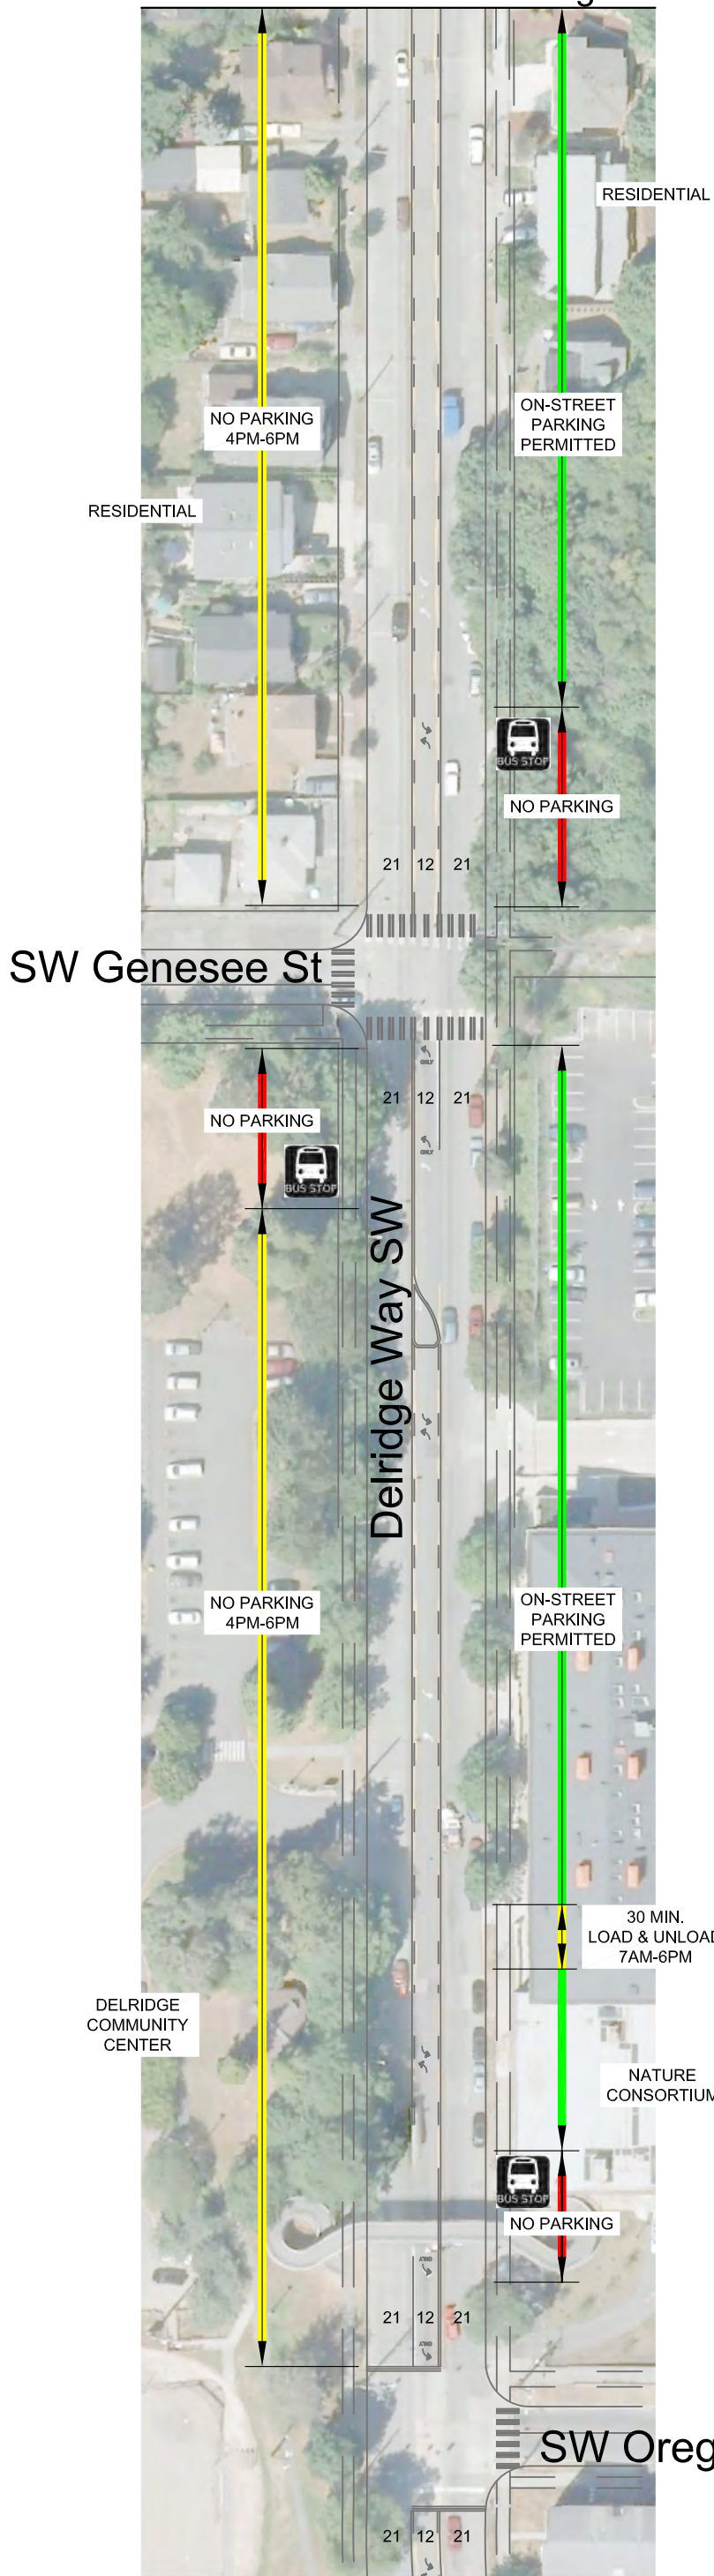 RESIDENTIAL
NO PARKING
4PM-6PM
ON-STREET
PARKING
PERMITTED
RESIDENTIAL
BUS STOP
NO PARKING
21 12 21
SW Genesee St
ONLY
21 12 21
NO PARKING
ONLY
BUS STOP
Delridge Way SW
NO PARKING
4PM-6PM
ON-STREET
PARKING
PERMITTED
30 MIN.
LOAD & UNLOAD
7AM-6PM
DELRIDGE
COMMUNITY
CENTER
NATURE
CONSORTIUM
BUS STOP
NO PARKING
ONLY
21 12 21
ONLY
SW Oreg
21 12 21